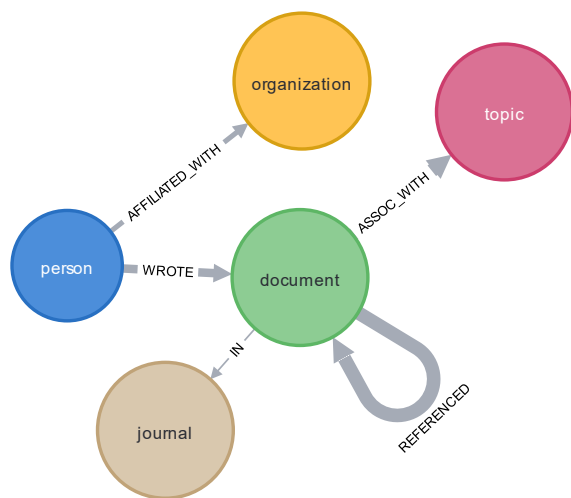 organization
topic
AFFILIATED_WITH
ASSOC_WITH
person
WROTE
document
IN
REFERENCED
journal